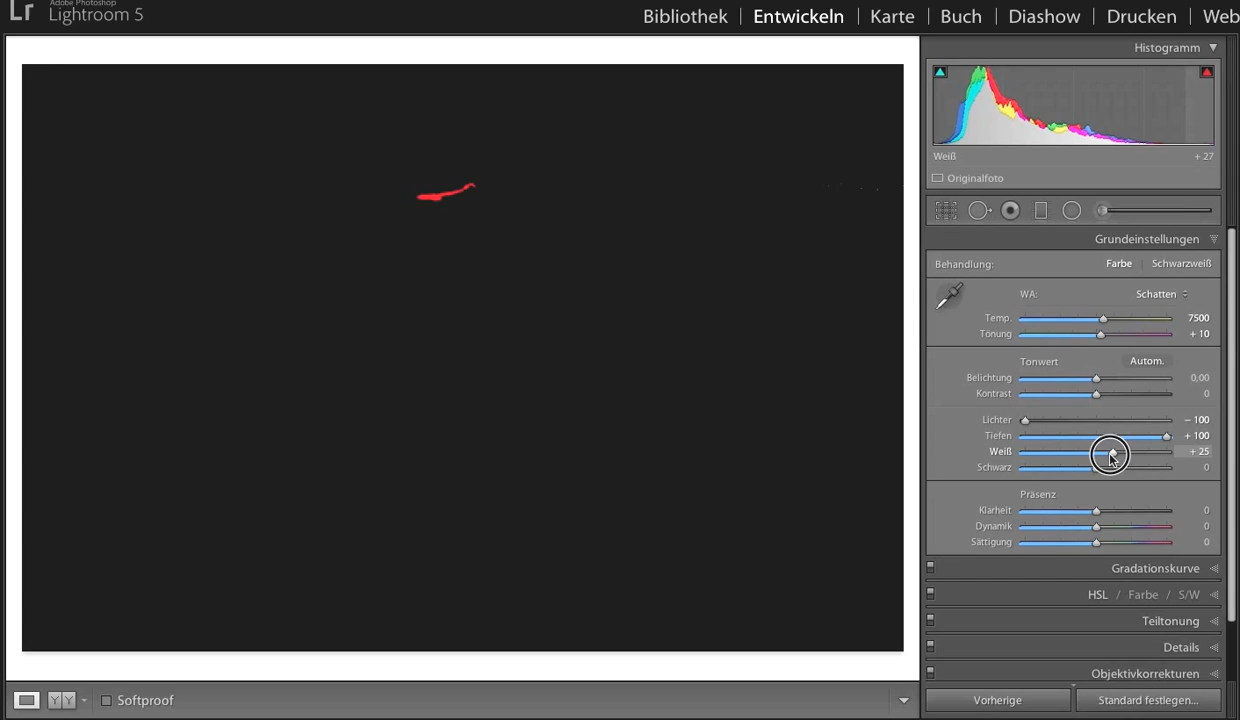 Lr Adobe Photoshop
Lightroom 5
Bibliothek | Entwickeln | Karte | Buch | Diashow | Drucken | Web
Histogramm
Weiß + 27
Originalfoto
Grundeinstellungen
Behandlung: Farbe | Schwarzweiß
WA: Schatten
Temp. 7500
Tönung + 10
Tonwert Autom.
Belichtung 0,00
Kontrast 0
Lichter − 100
Tiefen + 100
Weiß + 25
Schwarz 0
Präsenz
Klarheit 0
Dynamik 0
Sättigung 0
Gradationskurve
HSL / Farbe / S/W
Teiltonung
Details
Objektivkorrekturen
YY Softproof
Vorherige Standard festlegen...